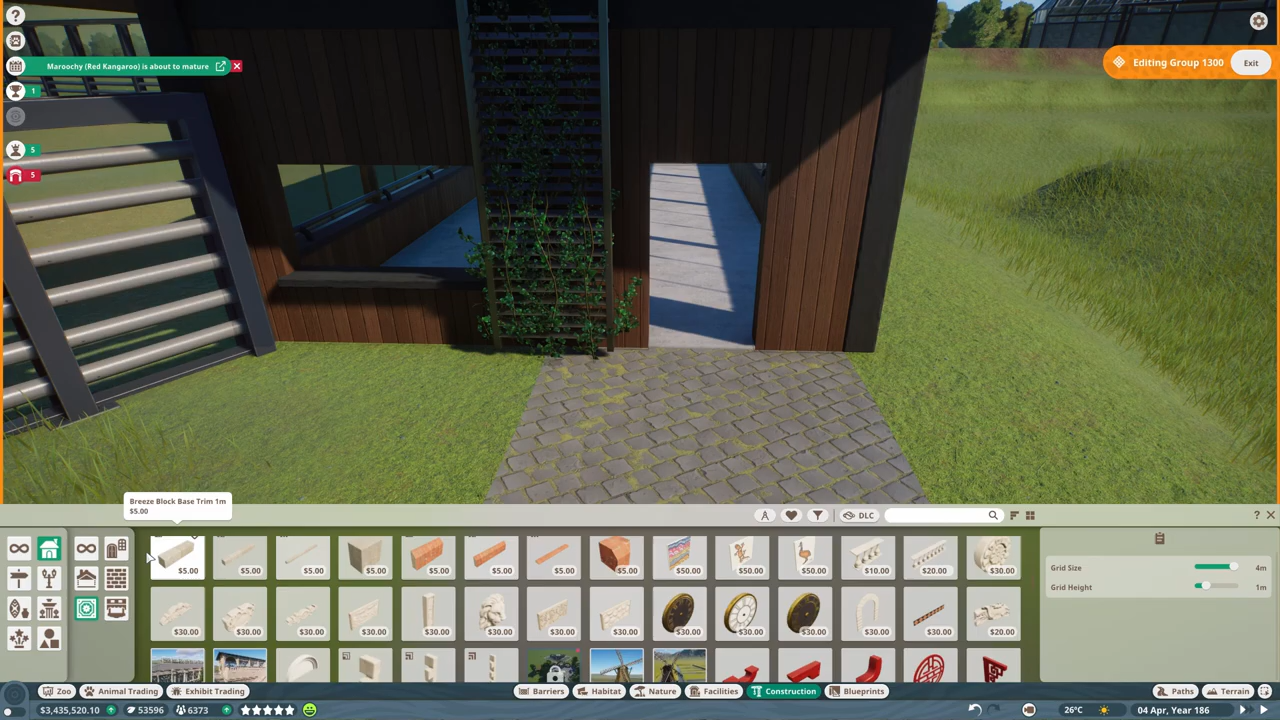 Maroochy (Red Kangaroo) is about to mature
1
5
5
Editing Group 1300
Exit
Breeze Block Base Trim 1m
$5.00
DLC
?
?
$5.00
$5.00
$5.00
$5.00
$5.00
$5.00
$5.00
$5.00
$50.00
$50.00
$50.00
$10.00
$20.00
$30.00
$30.00
$30.00
$30.00
$30.00
$30.00
$30.00
$30.00
$30.00
$30.00
$30.00
$30.00
$30.00
$30.00
$20.00
Grid Size
4m
Grid Height
1m
Zoo
Animal Trading
Exhibit Trading
Barriers
Habitat
Nature
Facilities
Construction
Blueprints
Paths
Terrain
$3,435,520.10
53596
6373
26°C
04 Apr, Year 186